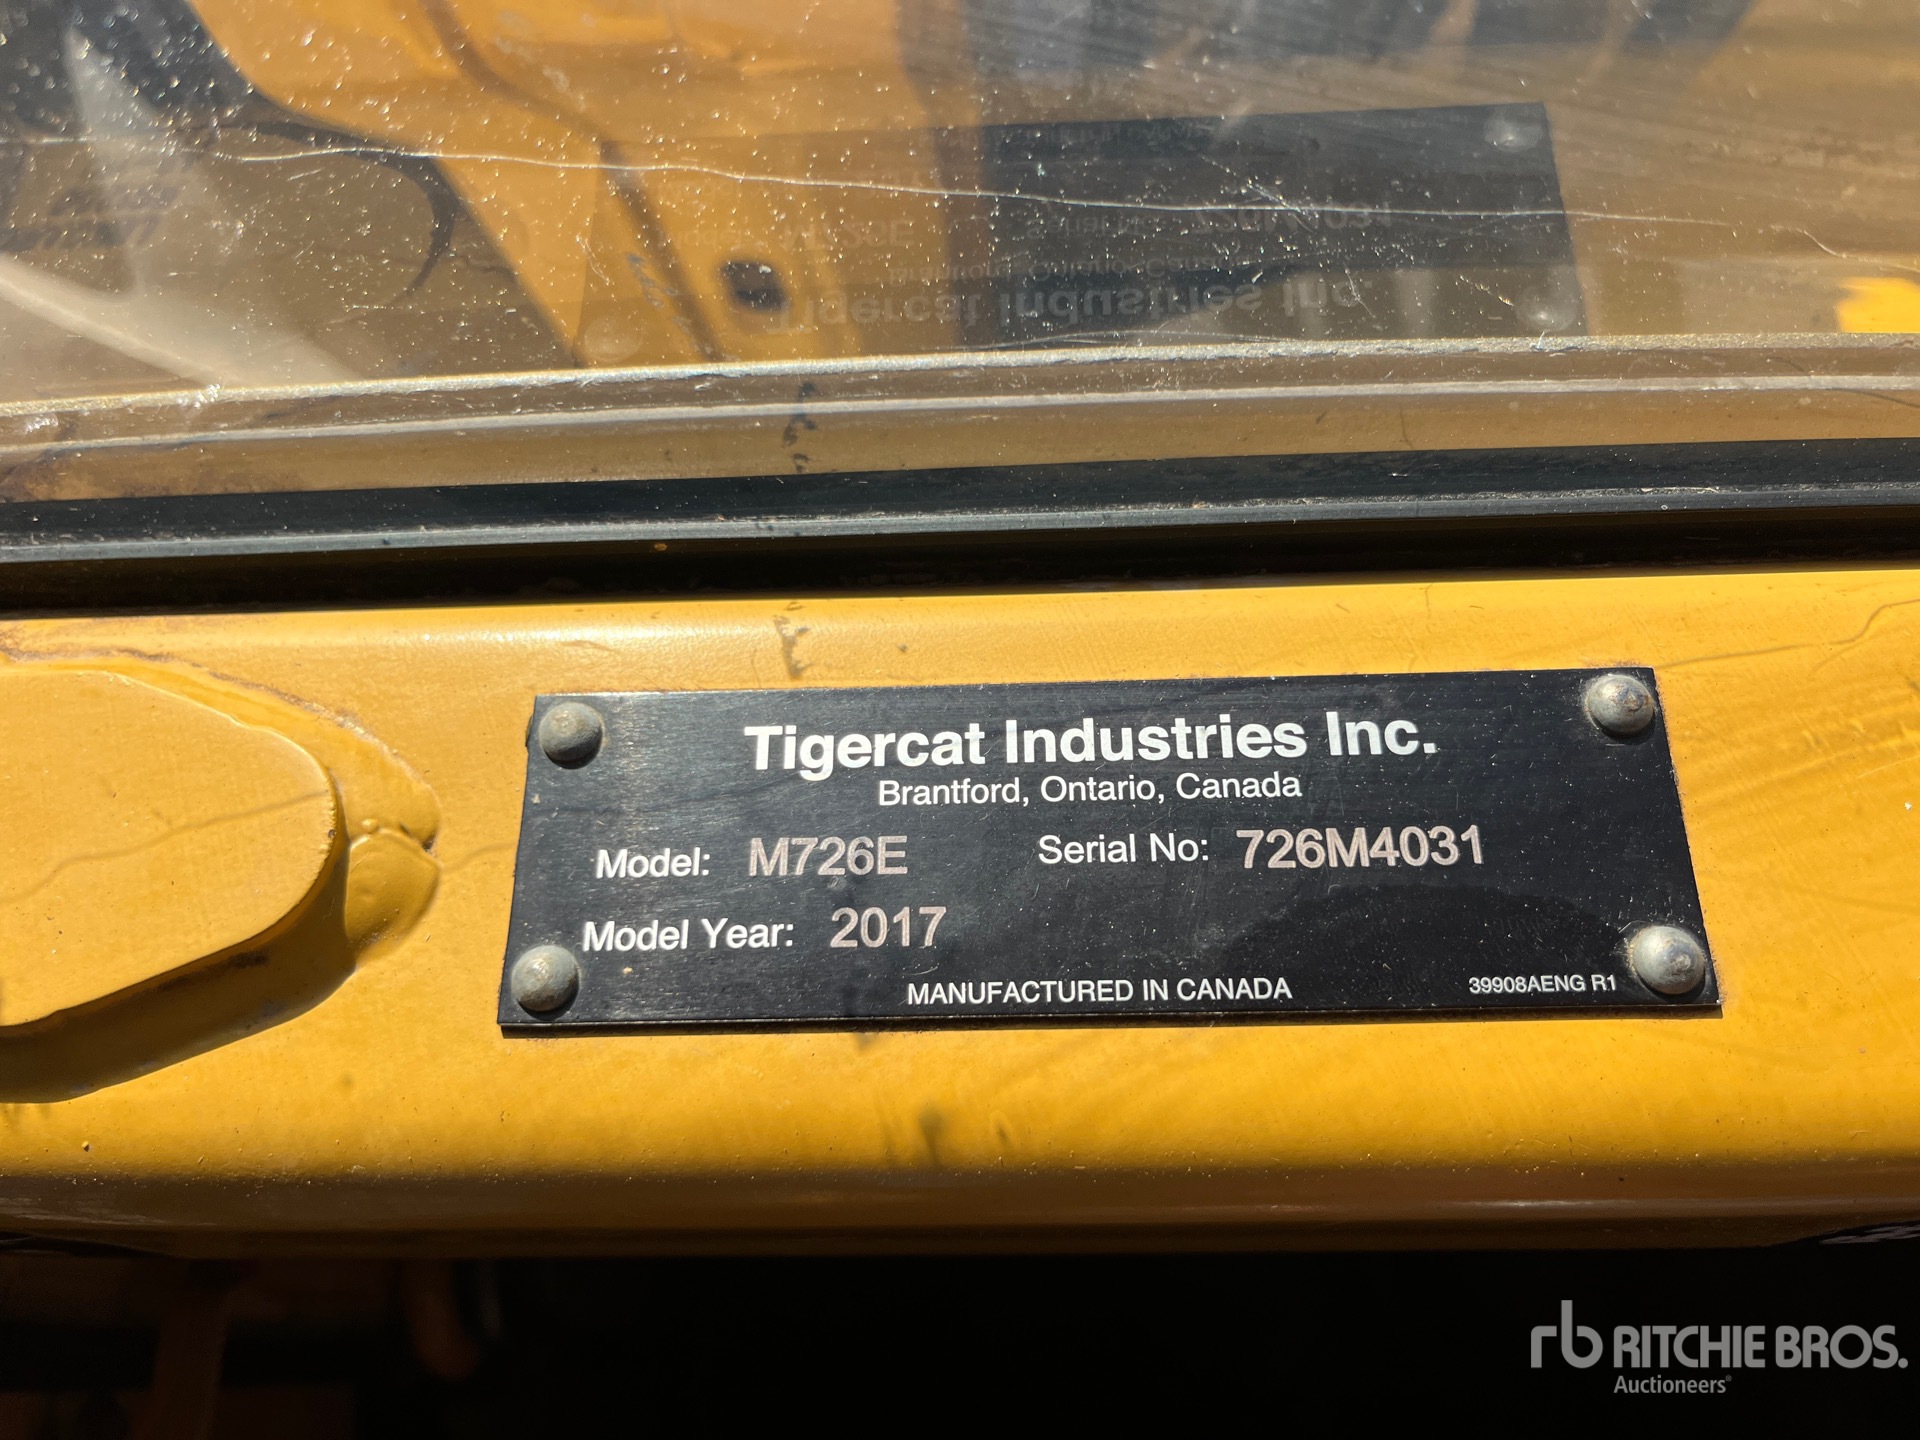 Tigercat Industries Inc.
Brantford, Ontario, Canada
Model: M726E Serial No: 726M4031
Model Year: 2017
MANUFACTURED IN CANADA 39908AENG R1
rb RITCHIE BROS.
Auctioneers®